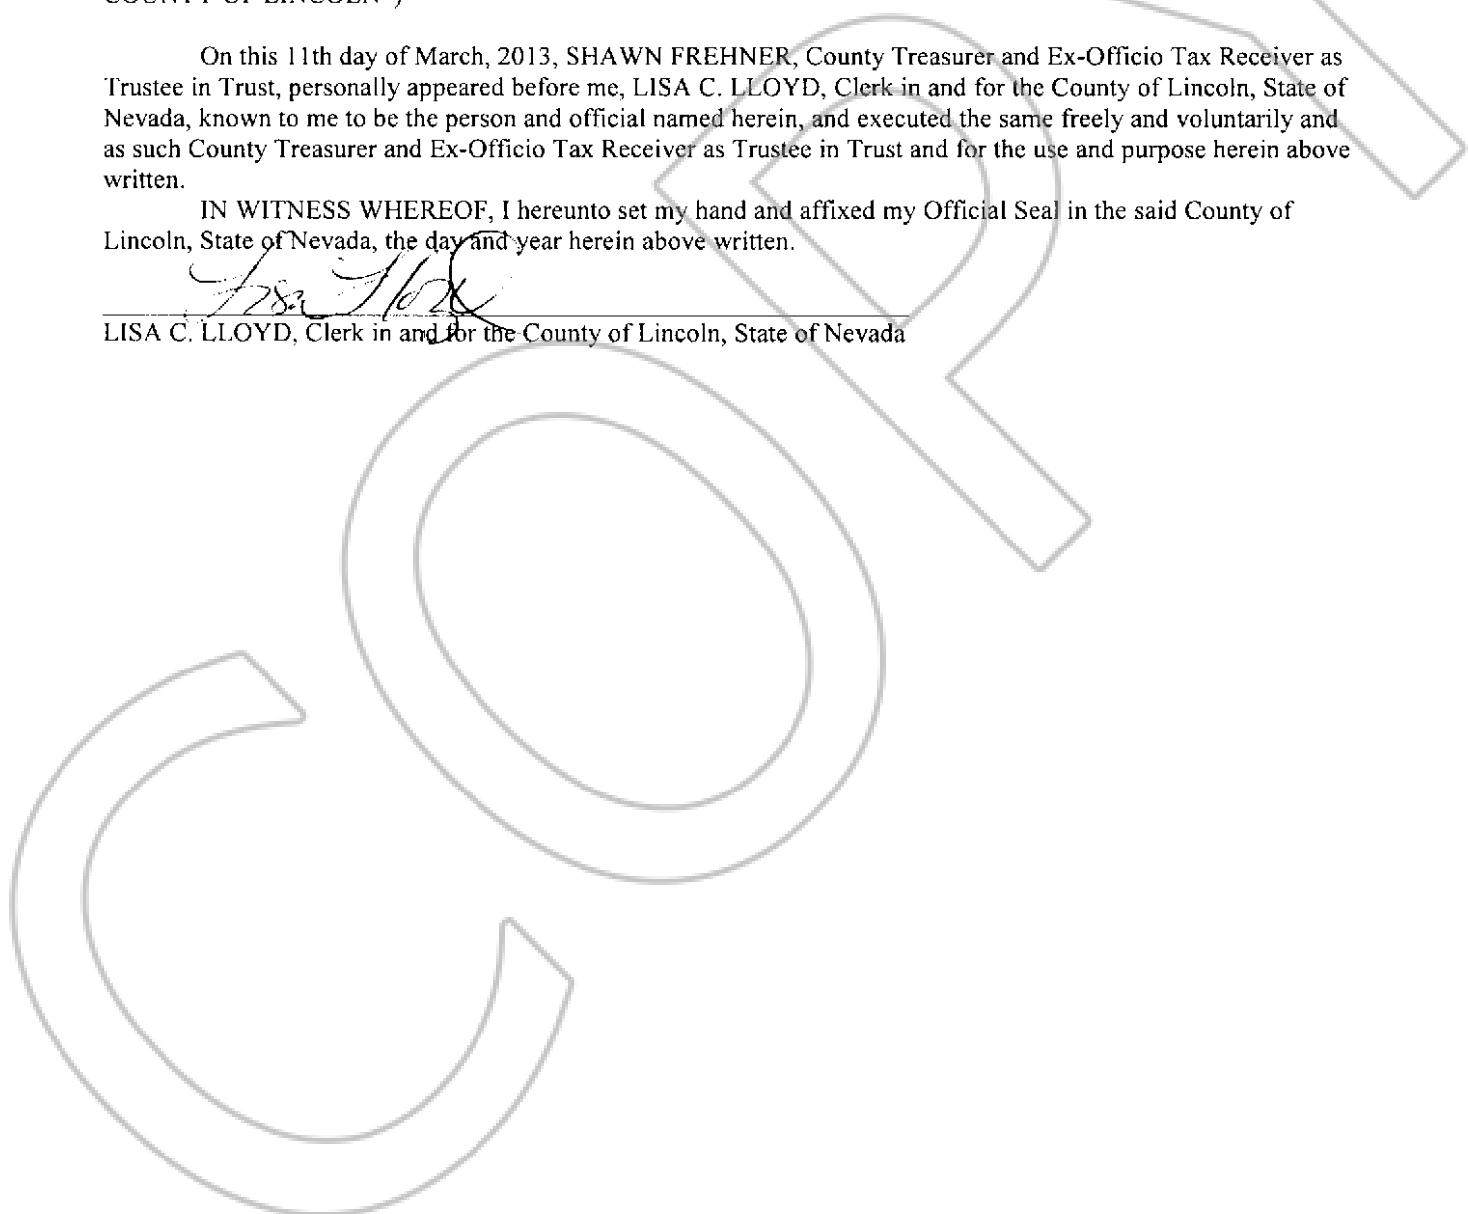 COUNTY OF LINCOLN )
On this 11th day of March, 2013, SHAWN FREHNER, County Treasurer and Ex-Officio Tax Receiver as
Trustee in Trust, personally appeared before me, LISA C. LLOYD, Clerk in and for the County of Lincoln, State of
Nevada, known to me to be the person and official named herein, and executed the same freely and voluntarily and
as such County Treasurer and Ex-Officio Tax Receiver as Trustee in Trust and for the use and purpose herein above
written.
IN WITNESS WHEREOF, I hereunto set my hand and affixed my Official Seal in the said County of
Lincoln, State of Nevada, the day and year herein above written.
Lisa Lloyd
LISA C. LLOYD, Clerk in and for the County of Lincoln, State of Nevada
COPY